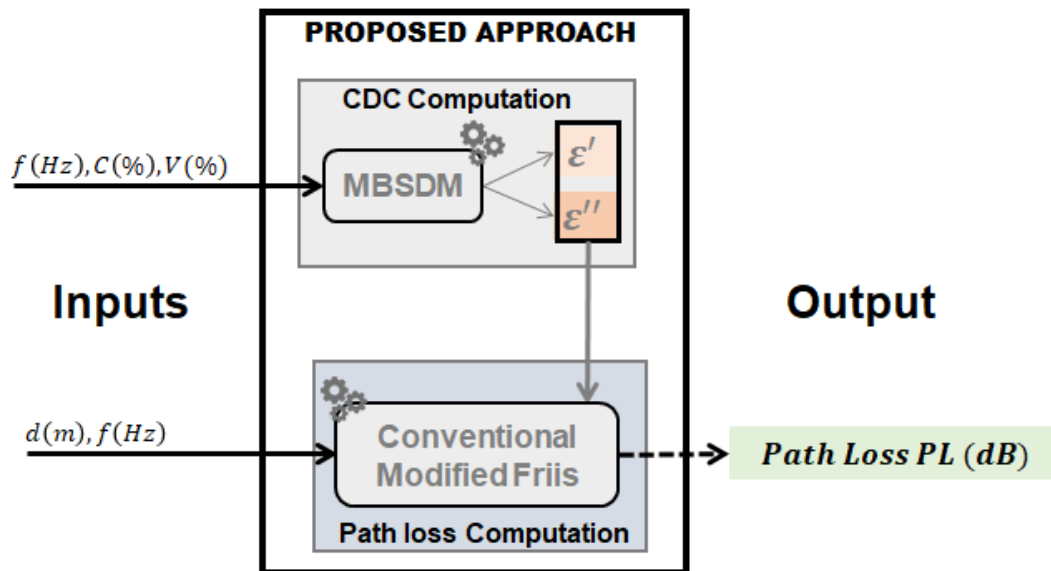 PROPOSED APPROACH
CDC Computation
f(Hz),C(%),V(%)
MBSDM
ε′
ε′′
Inputs
Output
d(m),f(Hz)
Conventional
Modified Friis
Path Loss PL (dB)
Path loss Computation